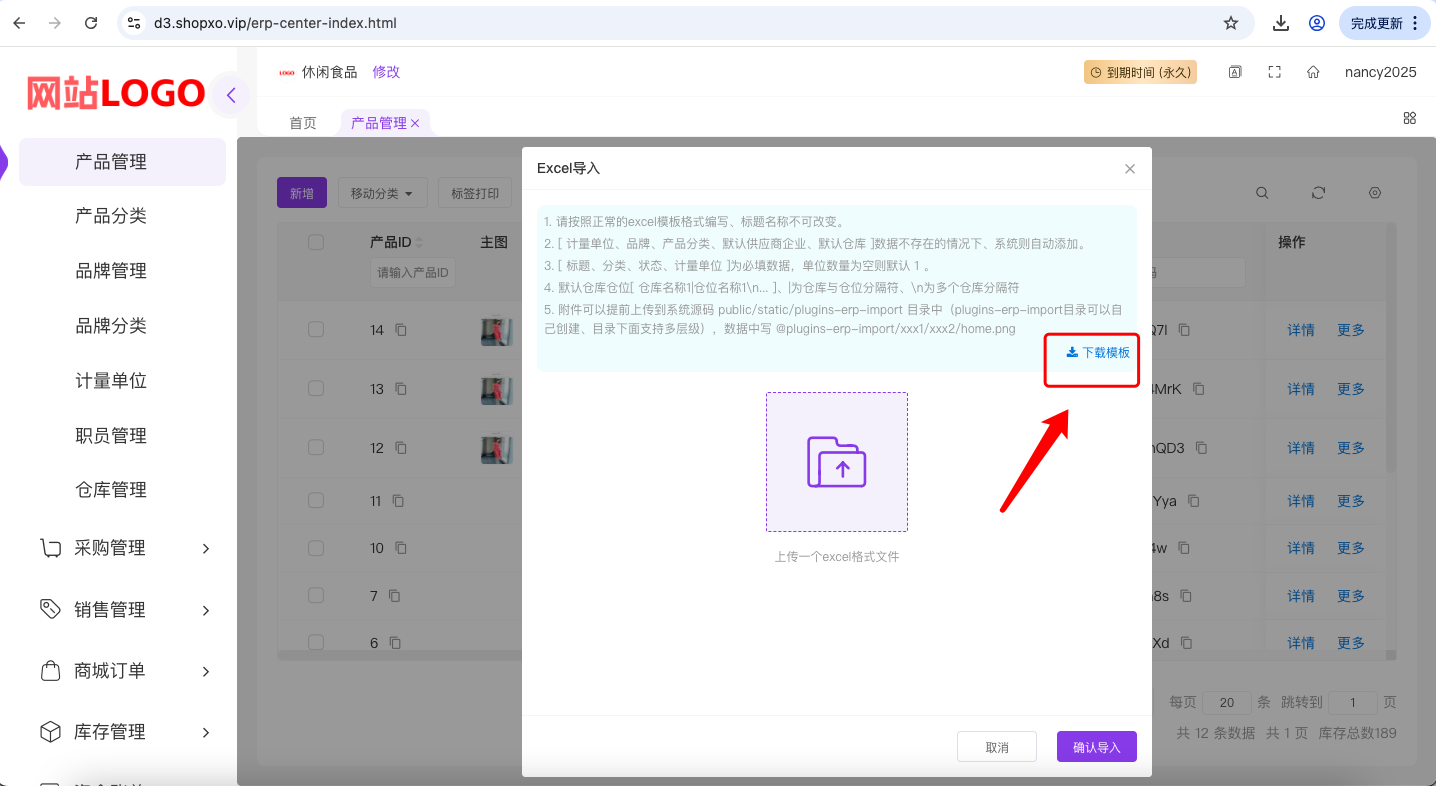 d3.shopxo.vip/erp-center-index.html
完成更新
网站LOGO
LOGO 休闲食品 修改
到期时间 (永久)
nancy2025
首页
产品管理
产品管理
产品分类
品牌管理
品牌分类
计量单位
职员管理
仓库管理
采购管理
销售管理
商城订单
库存管理
新增
移动分类
标签打印
产品ID
主图
操作
请输入产品ID
码
14
Q7I
详情 更多
13
MrK
详情 更多
12
nQD3
详情 更多
11
Yya
详情 更多
10
4w
详情 更多
7
8s
详情 更多
6
Xd
详情 更多
每页 20 条 跳转到 1 页
共 12 条数据 共 1 页 库存总数189
Excel导入
1. 请按照正常的excel模板格式编写、标题名称不可改变。
2. [ 计量单位、品牌、产品分类、默认供应商企业、默认仓库 ]数据不存在的情况下、系统则自动添加。
3. [ 标题、分类、状态、计量单位 ]为必填数据，单位数量为空则默认 1 。
4. 默认仓库仓位[ 仓库名称1|仓位名称1\n... ]、|为仓库与仓位分隔符、\n为多个仓库分隔符
5. 附件可以提前上传到系统源码 public/static/plugins-erp-import 目录中（plugins-erp-import目录可以自
己创建、目录下面支持多层级），数据中写 @plugins-erp-import/xxx1/xxx2/home.png
下载模板
上传一个excel格式文件
取消
确认导入